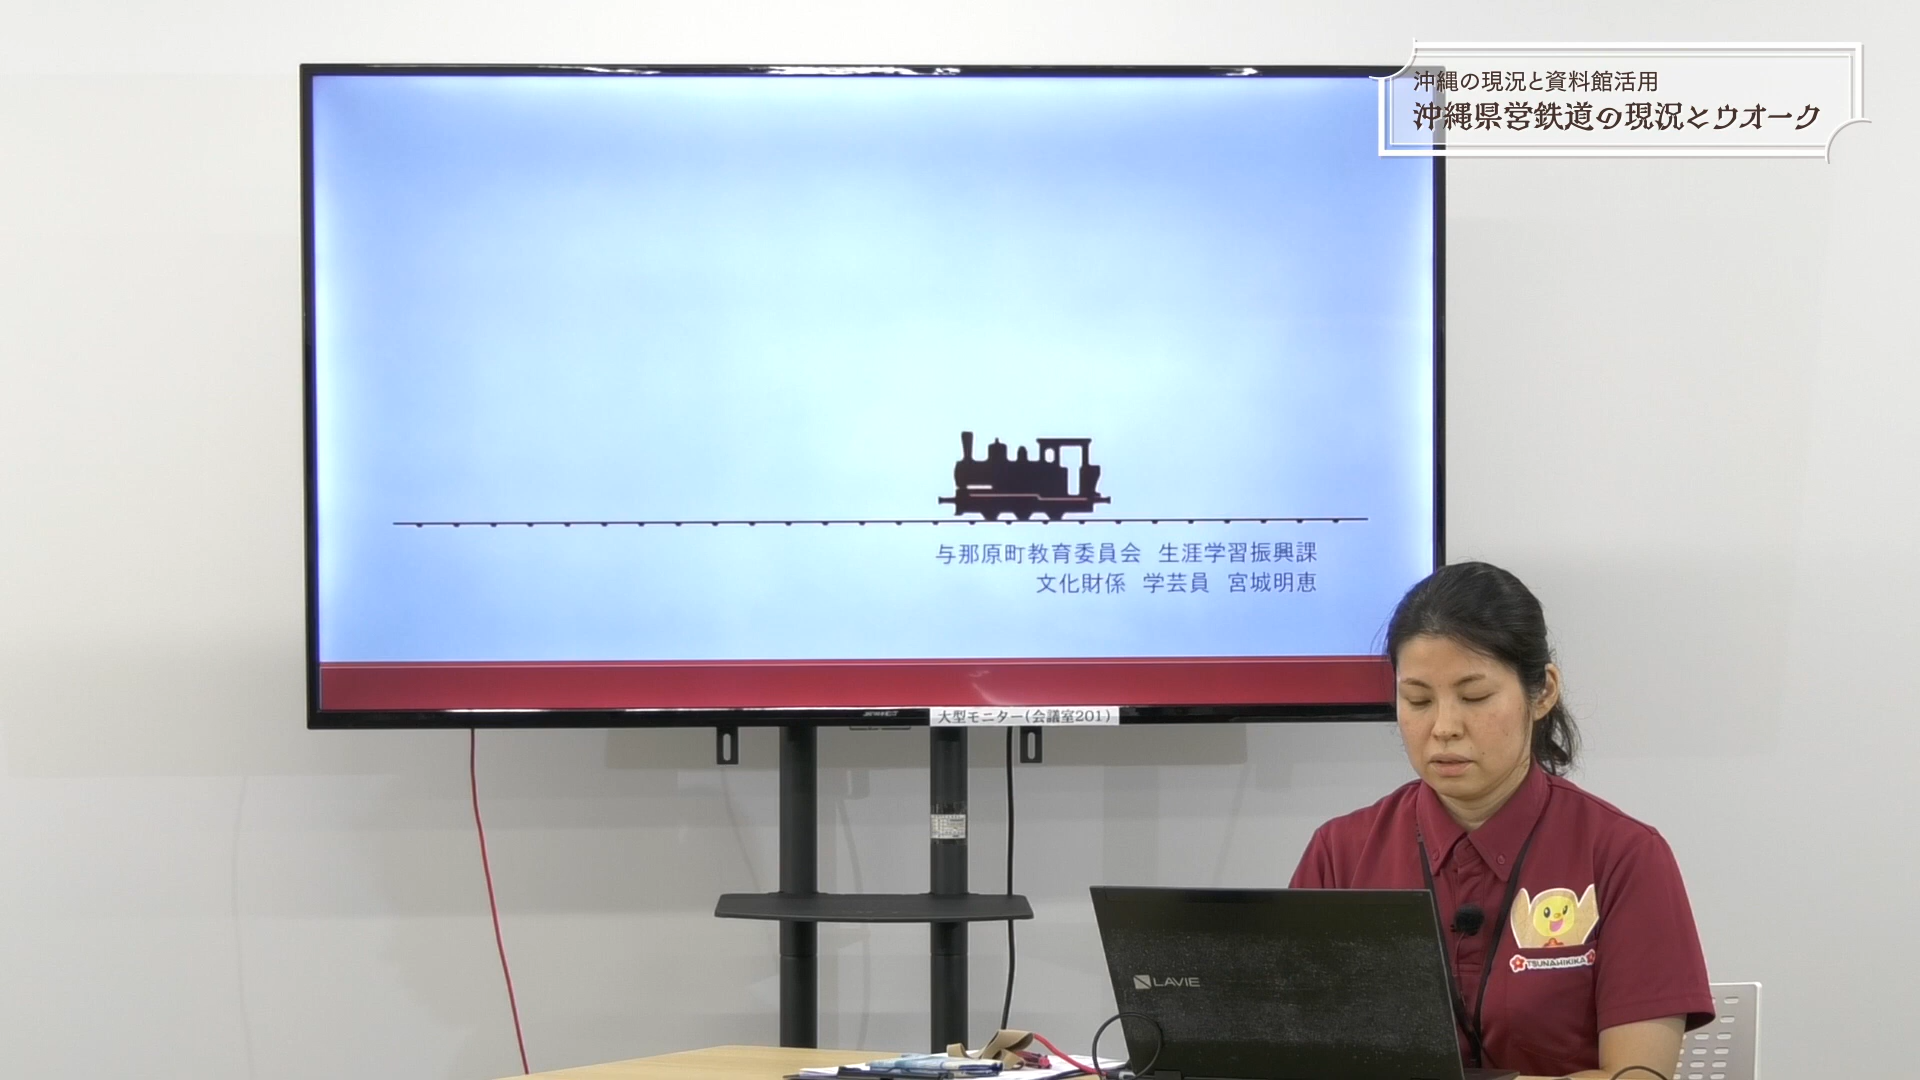 沖縄の現況と資料館活用
沖縄県営鉄道の現況とウオーク
与那原町教育委員会 生涯学習振興課
文化財係 学芸員 宮城明恵
大型モニター(会議室201)
LAVIE
TSUNAHIKIKA